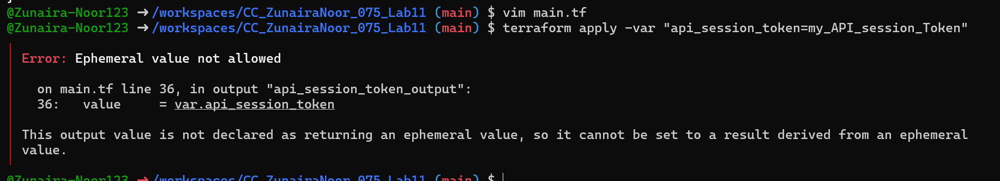 }
@Zunaira-Noor123 ➜ /workspaces/CC_ZunairaNoor_075_Lab11 (main) $ vim main.tf
@Zunaira-Noor123 ➜ /workspaces/CC_ZunairaNoor_075_Lab11 (main) $ terraform apply -var "api_session_token=my_API_session_Token"
Error: Ephemeral value not allowed
on main.tf line 36, in output "api_session_token_output":
36:   value     = var.api_session_token
This output value is not declared as returning an ephemeral value, so it cannot be set to a result derived from an ephemeral
value.
@Zunaira-Noor123 ➜ /workspaces/CC_ZunairaNoor_075_Lab11 (main) $